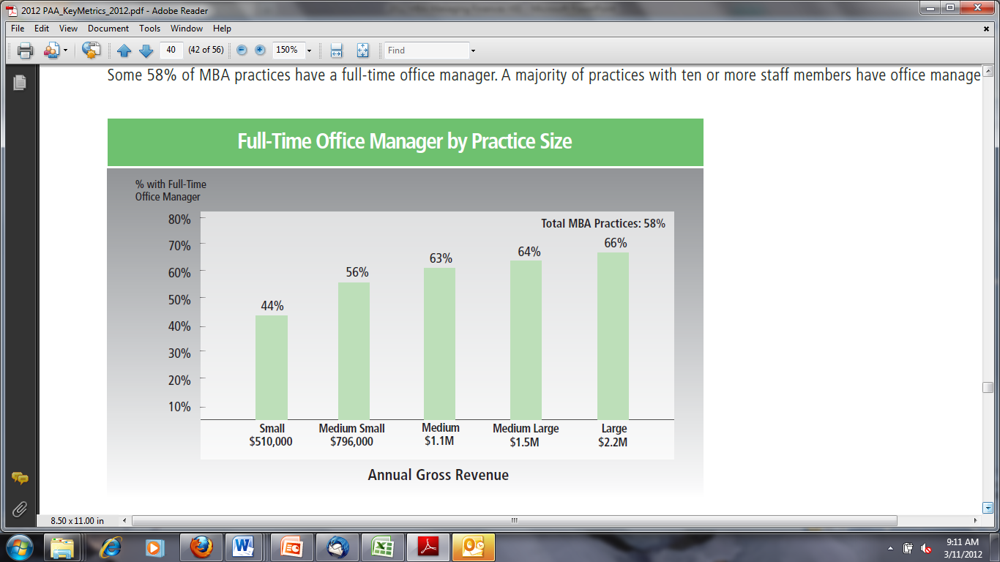 2012 PAA_KeyMetrics_2012.pdf - Adobe Reader
File Edit View Document Tools Window Help
40 (42 of 56) 150% Find
Some 58% of MBA practices have a full-time office manager. A majority of practices with ten or more staff members have office manage
Full-Time Office Manager by Practice Size
% with Full-Time
Office Manager
80%
70%
60%
50%
40%
30%
20%
10%
Total MBA Practices: 58%
44%
56%
63%
64%
66%
Small Medium Small Medium Medium Large Large
$510,000 $796,000 $1.1M $1.5M $2.2M
Annual Gross Revenue
8.50 x 11.00 in
9:11 AM
3/11/2012